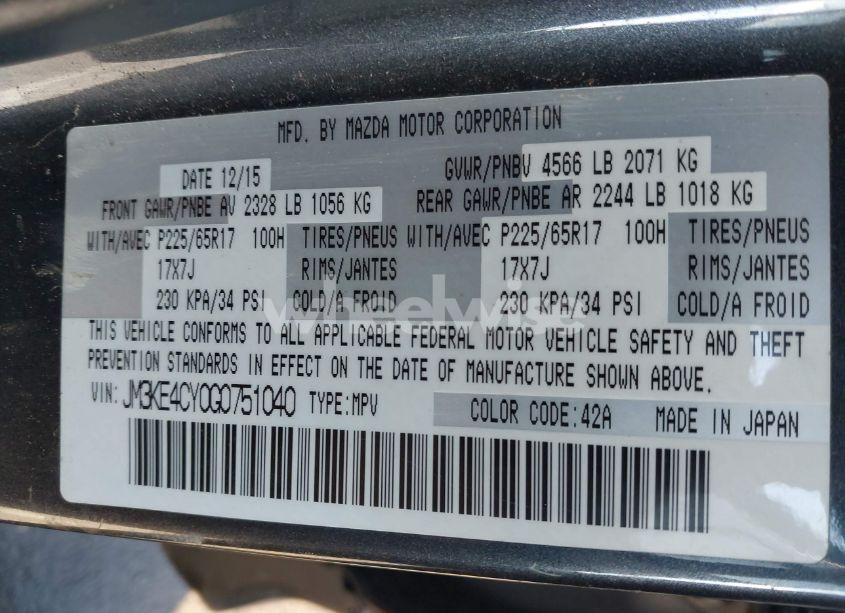 MFD. BY MAZDA MOTOR CORPORATION
DATE 12/15 GVWR/PNBV 4566 LB 2071 KG
FRONT GAWR/PNBE AV 2328 LB 1056 KG REAR GAWR/PNBE AR 2244 LB 1018 KG
WITH/AVEC P225/65R17 100H TIRES/PNEUS WITH/AVEC P225/65R17 100H TIRES/PNEUS
17X7J RIMS/JANTES 17X7J RIMS/JANTES
230 KPA/34 PSI COLD/A FROID 230 KPA/34 PSI COLD/A FROID
wheelwise
THIS VEHICLE CONFORMS TO ALL APPLICABLE FEDERAL MOTOR VEHICLE SAFETY AND THEFT
PREVENTION STANDARDS IN EFFECT ON THE DATE OF MANUFACTURE SHOWN ABOVE.
VIN: JM3KE4CY0G0751040 TYPE:MPV COLOR CODE:42A MADE IN JAPAN